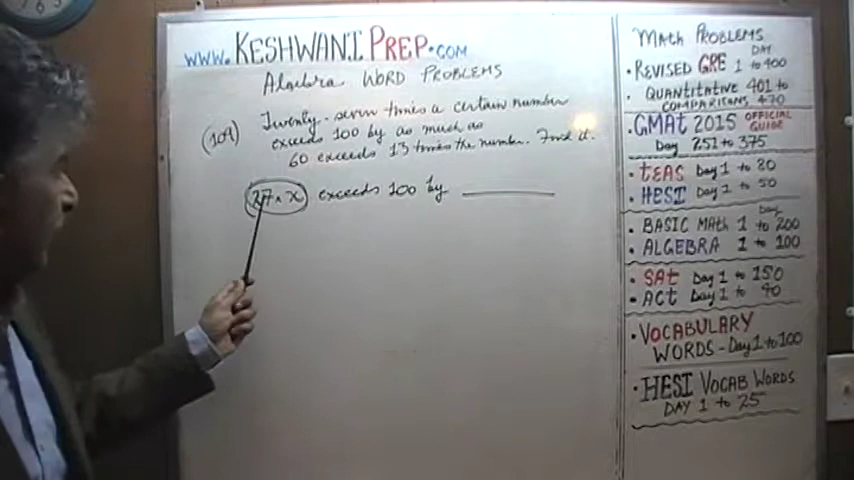 www.KESHWANIPREP.COM
Algebra WORD PROBLEMS
(109) Twenty-seven times a certain number
exceeds 100 by as much as
60 exceeds 13 times the number. Find it.
27 × x exceeds 100 by
MATH PROBLEMS
DAY
• REVISED GRE 1 to 400
• QUANTITATIVE 401 to
COMPARISONS 470
• GMAT 2015 OFFICIAL GUIDE
Day 251 to 375
• TEAS Day 1 to 80
• HESI Day 1 to 50
Day
• BASIC MATH 1 to 200
• ALGEBRA 1 to 100
• SAT Day 1 to 150
• ACT Day 1 to 90
• VOCABULARY
WORDS - Day 1 to 100
• HESI VOCAB WORDS
DAY 1 to 25